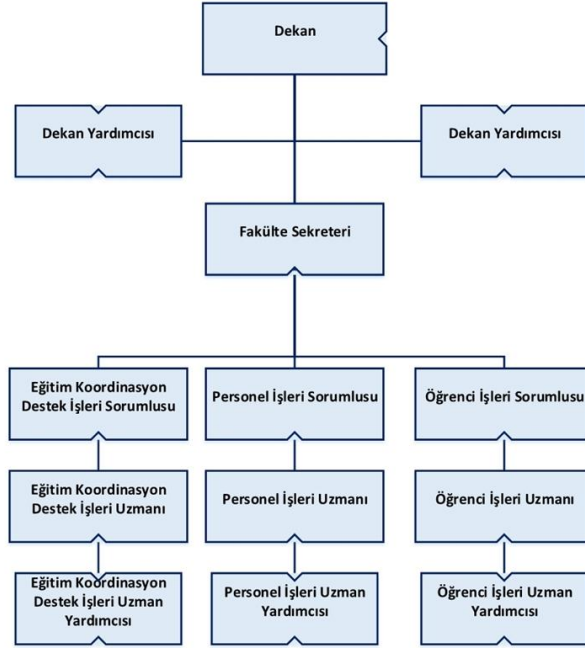 Dekan
Dekan Yardımcısı
Dekan Yardımcısı
Fakülte Sekreteri
Eğitim Koordinasyon
Destek İşleri Sorumlusu
Personel İşleri Sorumlusu
Öğrenci İşleri Sorumlusu
Eğitim Koordinasyon
Destek İşleri Uzmanı
Personel İşleri Uzmanı
Öğrenci İşleri Uzmanı
Eğitim Koordinasyon
Destek İşleri Uzman
Yardımcısı
Personel İşleri Uzman
Yardımcısı
Öğrenci İşleri Uzman
Yardımcısı